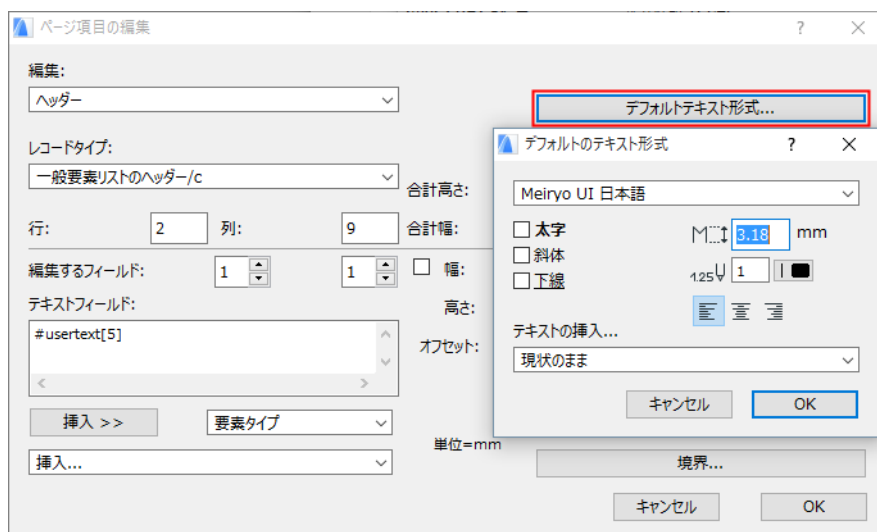 ページ項目の編集
編集:
ヘッダー
デフォルトテキスト形式...
レコードタイプ:
一般要素リストのヘッダー/c
合計高さ:
行: 2 列: 9 合計幅:
編集するフィールド: 1 1 幅:
高さ:
テキストフィールド:
#usertext[5]
オフセット:
挿入 >> 要素タイプ
単位=mm
挿入...
境界...
キャンセル OK
デフォルトのテキスト形式
Meiryo UI 日本語
太字
3.18 mm
斜体
1.25 1
下線
テキストの挿入...
現状のまま
キャンセル OK